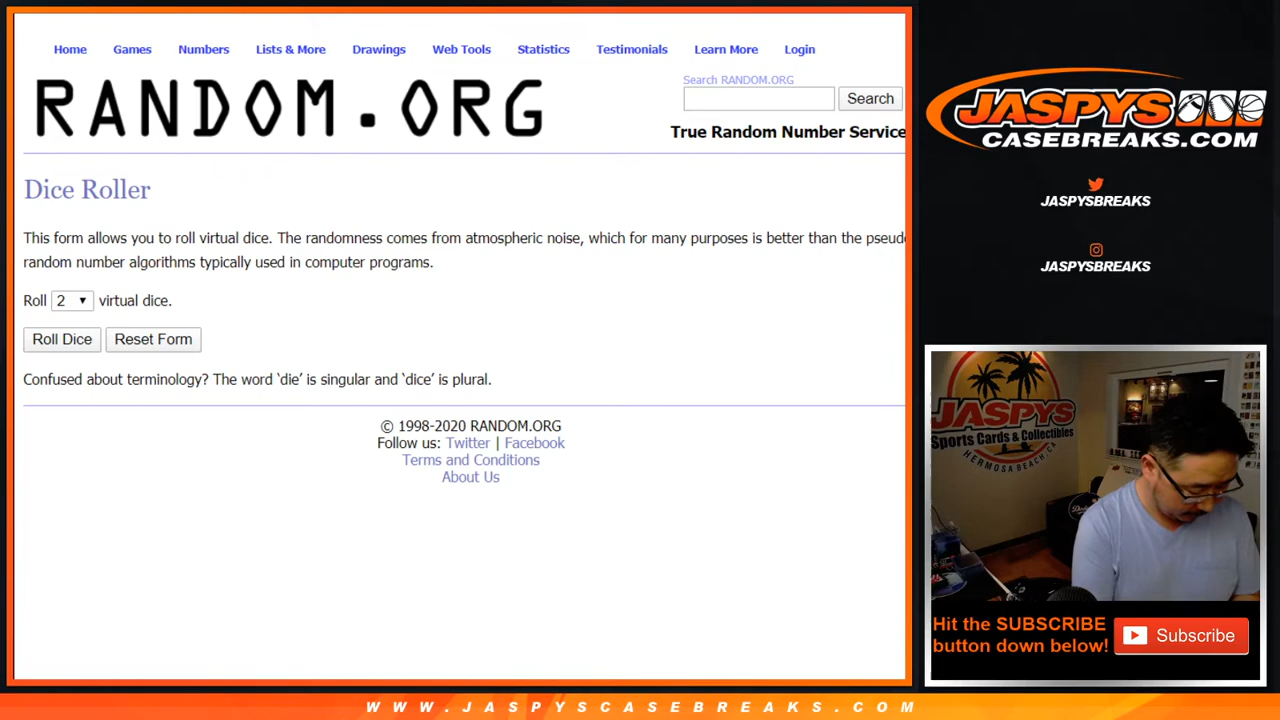 Home Games Numbers Lists & More Drawings Web Tools Statistics Testimonials Learn More Login
RANDOM.ORG
Search RANDOM.ORG
Search
True Random Number Service
Dice Roller
This form allows you to roll virtual dice. The randomness comes from atmospheric noise, which for many purposes is better than the pseudo
random number algorithms typically used in computer programs.
Roll 2 virtual dice.
Roll Dice Reset Form
Confused about terminology? The word ‘die’ is singular and ‘dice’ is plural.
© 1998-2020 RANDOM.ORG
Follow us: Twitter | Facebook
Terms and Conditions
About Us
JASPYS
CASEBREAKS.COM
JASPYSBREAKS
JASPYSBREAKS
JASPYS
Sports Cards & Collectibles
HERMOSA BEACH, CA
Hit the SUBSCRIBE
button down below!
Subscribe
WWW.JASPYSCASEBREAKS.COM